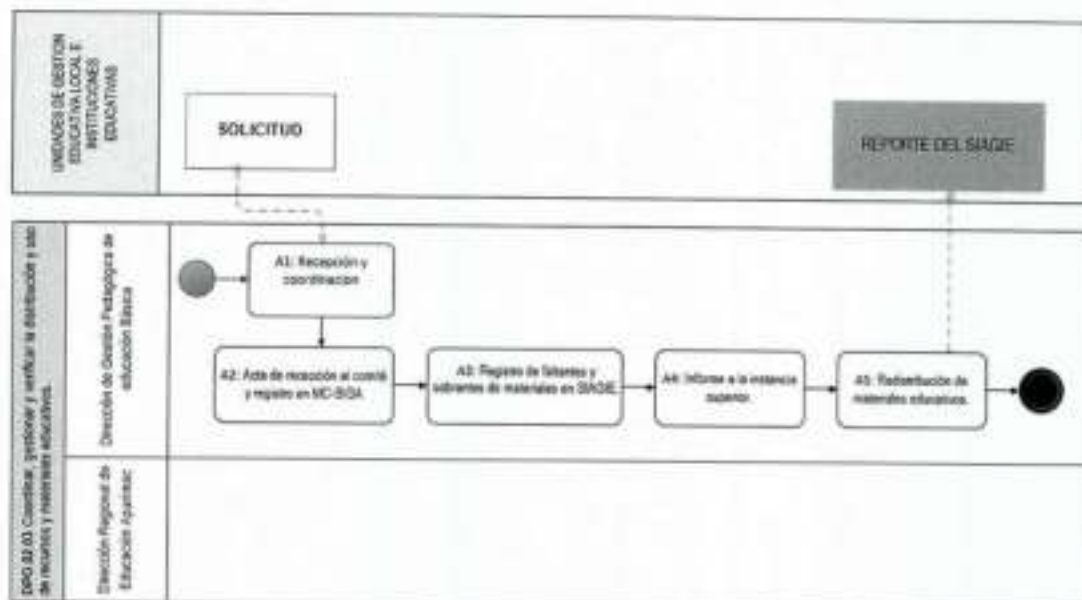 UNIDADES DE GESTION
EDUCATIVA LOCAL E
INSTITUCIONES
EDUCATIVAS
SOLICITUD
REPORTE DEL SIAGIE
DPG 02.03 Coordinar, gestionar y verificar la distribución y uso
de recursos y materiales educativos.
Dirección de Gestión Pedagógica de
educación Básica
A1: Recepción y
coordinacion
A2: Acta de recepción al comité
y registro en MC-SIGA
A3: Registro de faltantes y
sobrantes de materiales en SIAGIE.
A4: Informe a la instancia
superior.
A5: Redistribución de
materiales educativos.
Dirección Regional de
Educación Apurímac